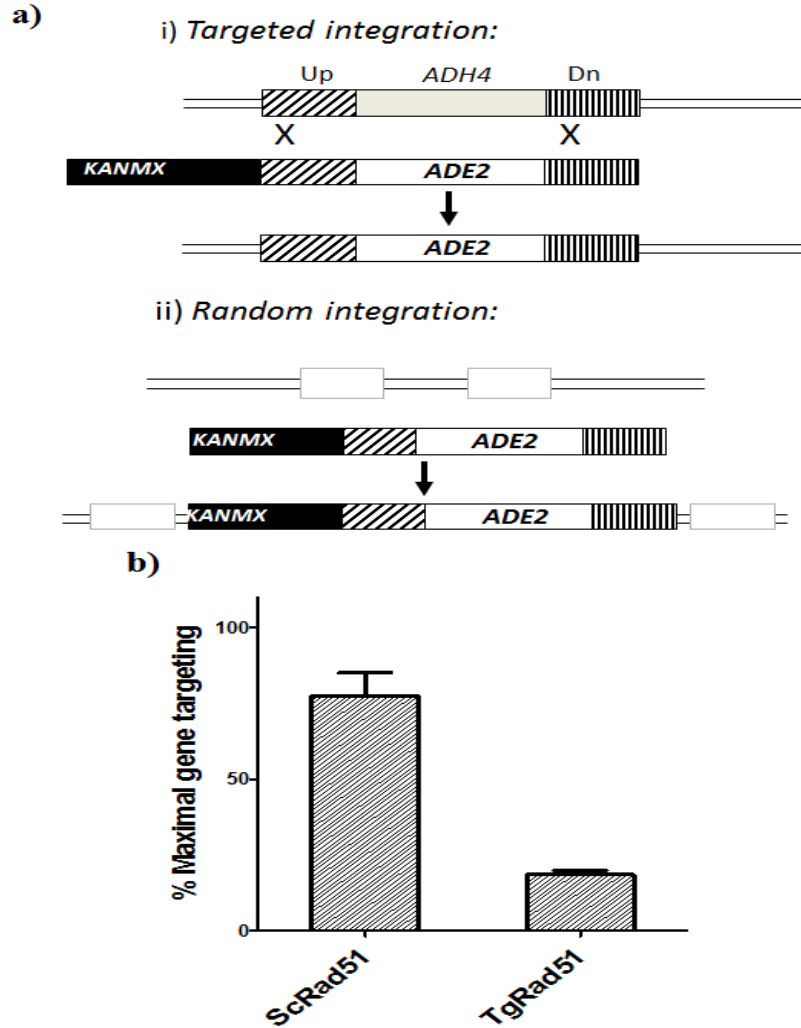 a)
i) Targeted integration:
Up ADH4 Dn
X X
KANMX ADE2
ADE2
ii) Random integration:
KANMX ADE2
KANMX ADE2
b)
% Maximal gene targeting
100
50
0
ScRad51 TgRad51